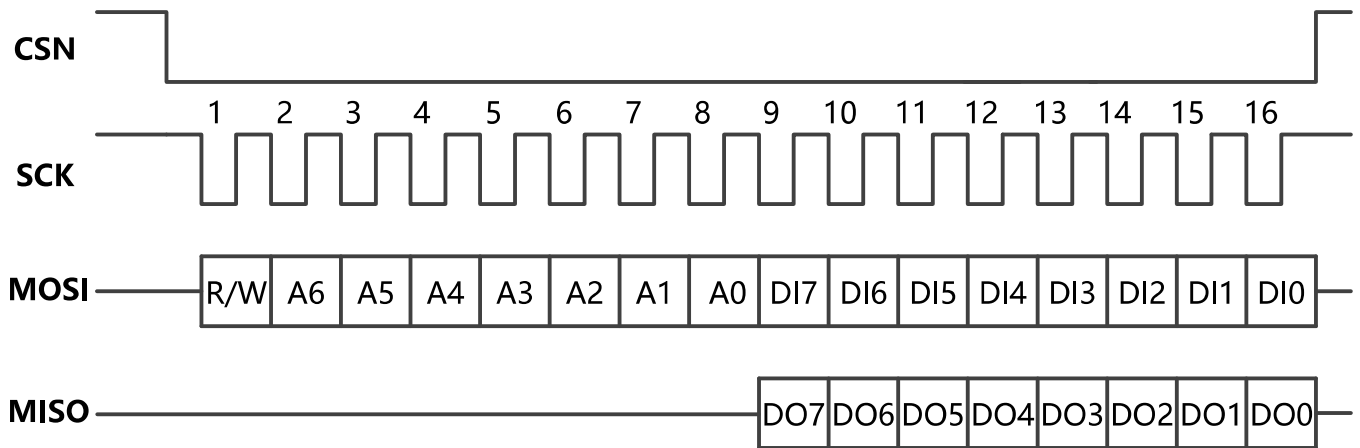 CSN
1 2 3 4 5 6 7 8 9 10 11 12 13 14 15 16
SCK
MOSI R/W A6 A5 A4 A3 A2 A1 A0 DI7 DI6 DI5 DI4 DI3 DI2 DI1 DI0
MISO DO7 DO6 DO5 DO4 DO3 DO2 DO1 DO0